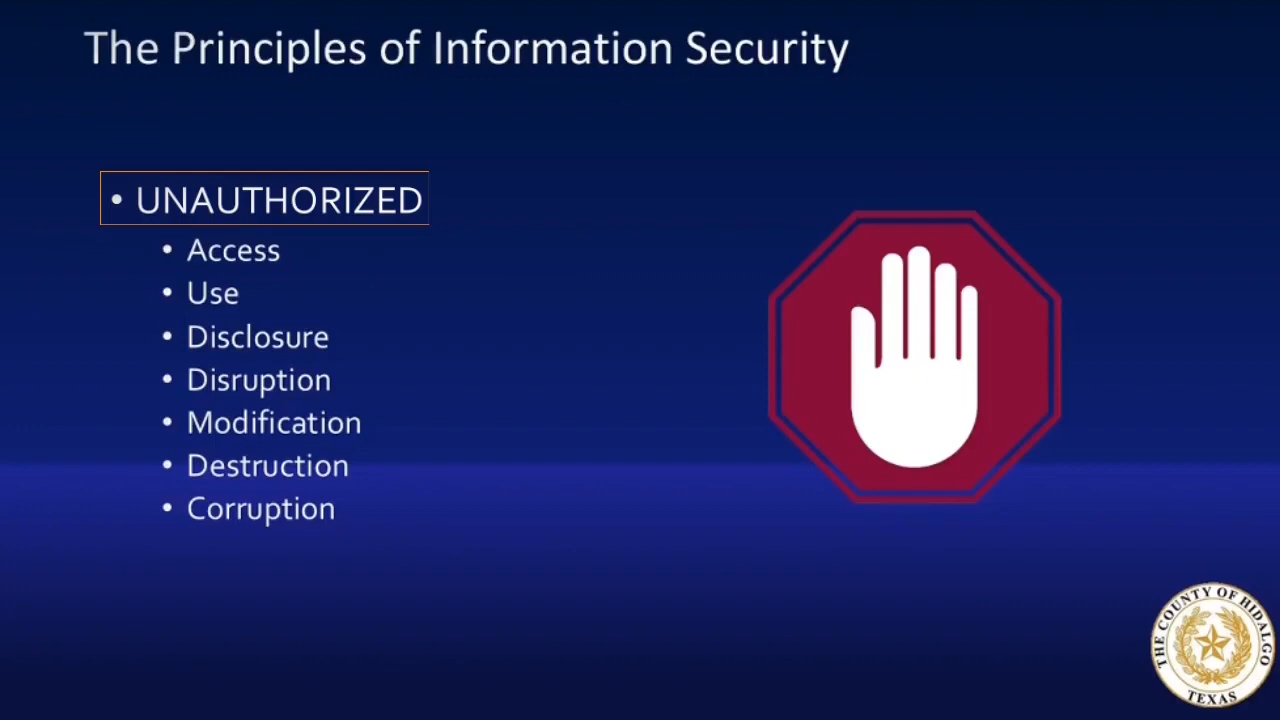 The Principles of Information Security
• UNAUTHORIZED
• Access
• Use
• Disclosure
• Disruption
• Modification
• Destruction
• Corruption
THE COUNTY OF HIDALGO
TEXAS